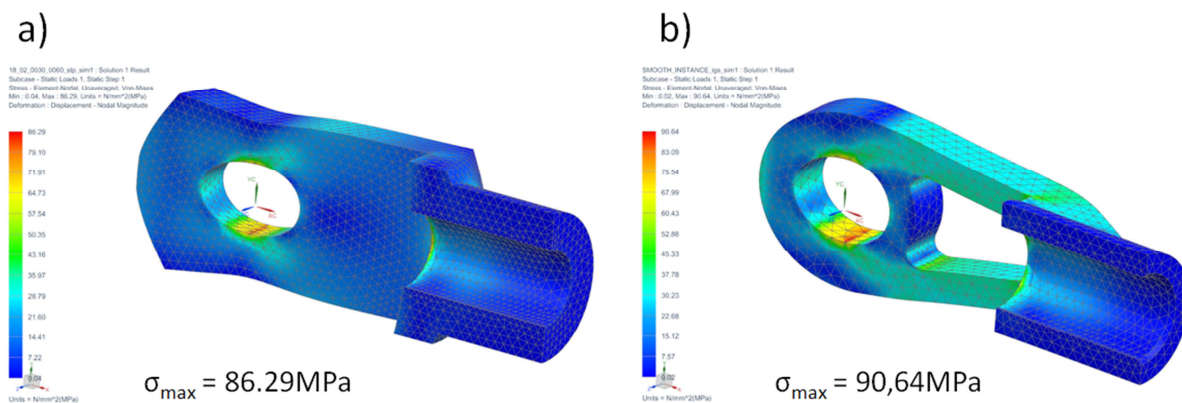 a)
18_02_0030_0060_stp_sim1 : Solution 1 Result
Subcase - Static Loads 1, Static Step 1
Stress - Element-Nodal, Unaveraged, Von-Mises
Min : 0.04, Max : 86.29, Units = N/mm^2(MPa)
Deformation : Displacement - Nodal Magnitude
86.29
79.10
71.91
64.73
57.54
50.35
43.16
35.97
28.79
21.60
14.41
7.22
0.04
Units = N/mm^2(MPa)
YC
XC
Y
Z
X
σmax = 86.29MPa
b)
SMOOTH_INSTANCE_igs_sim1 : Solution 1 Result
Subcase - Static Loads 1, Static Step 1
Stress - Element-Nodal, Unaveraged, Von-Mises
Min : 0.02, Max : 90.64, Units = N/mm^2(MPa)
Deformation : Displacement - Nodal Magnitude
90.64
83.09
75.54
67.99
60.43
52.88
45.33
37.78
30.23
22.68
15.12
7.57
0.02
Units = N/mm^2(MPa)
YC
XC
Y
Z
X
σmax = 90,64MPa